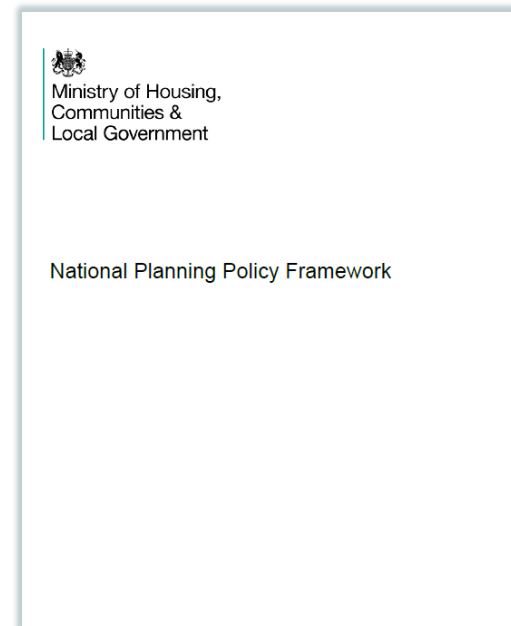 Ministry of Housing,
Communities &
Local Government
National Planning Policy Framework